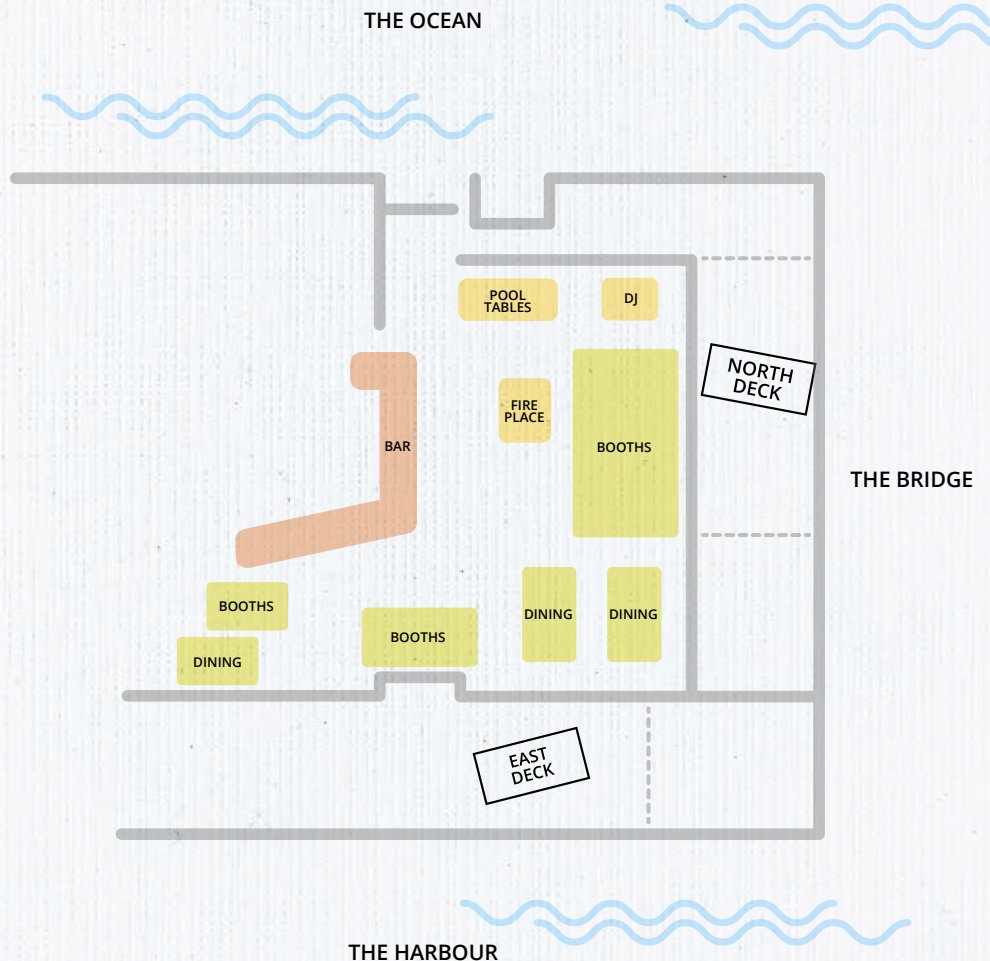 THE OCEAN
POOL
TABLES
DJ
NORTH
DECK
FIRE
PLACE
BAR
BOOTHS
THE BRIDGE
BOOTHS
DINING
DINING
BOOTHS
DINING
EAST
DECK
THE HARBOUR